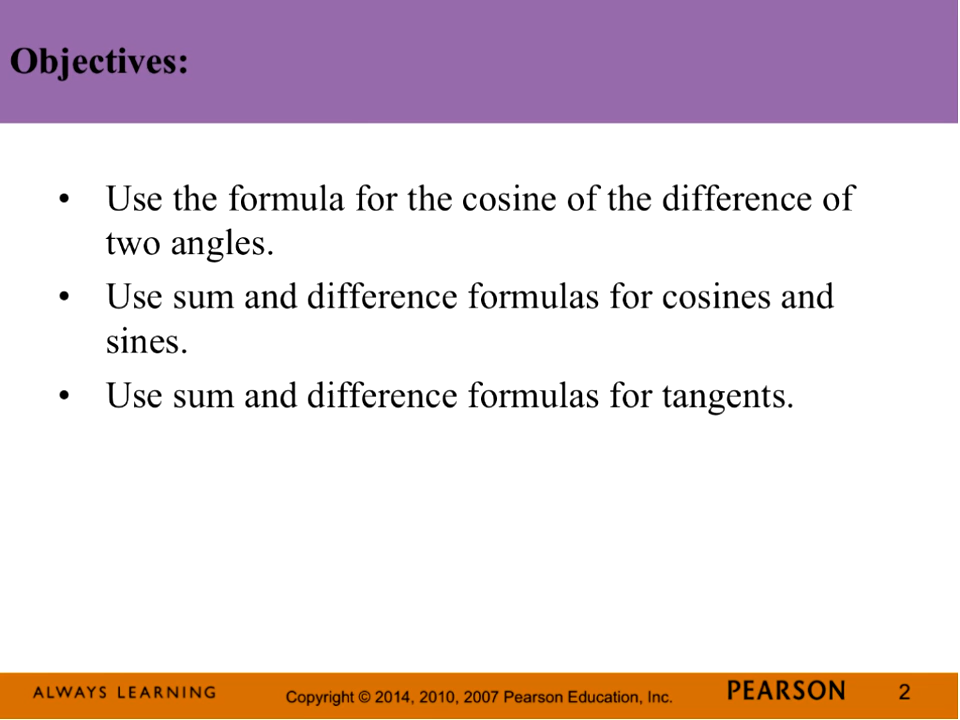 Objectives:
• Use the formula for the cosine of the difference of
two angles.
• Use sum and difference formulas for cosines and
sines.
• Use sum and difference formulas for tangents.
ALWAYS LEARNING
Copyright © 2014, 2010, 2007 Pearson Education, Inc.
PEARSON
2